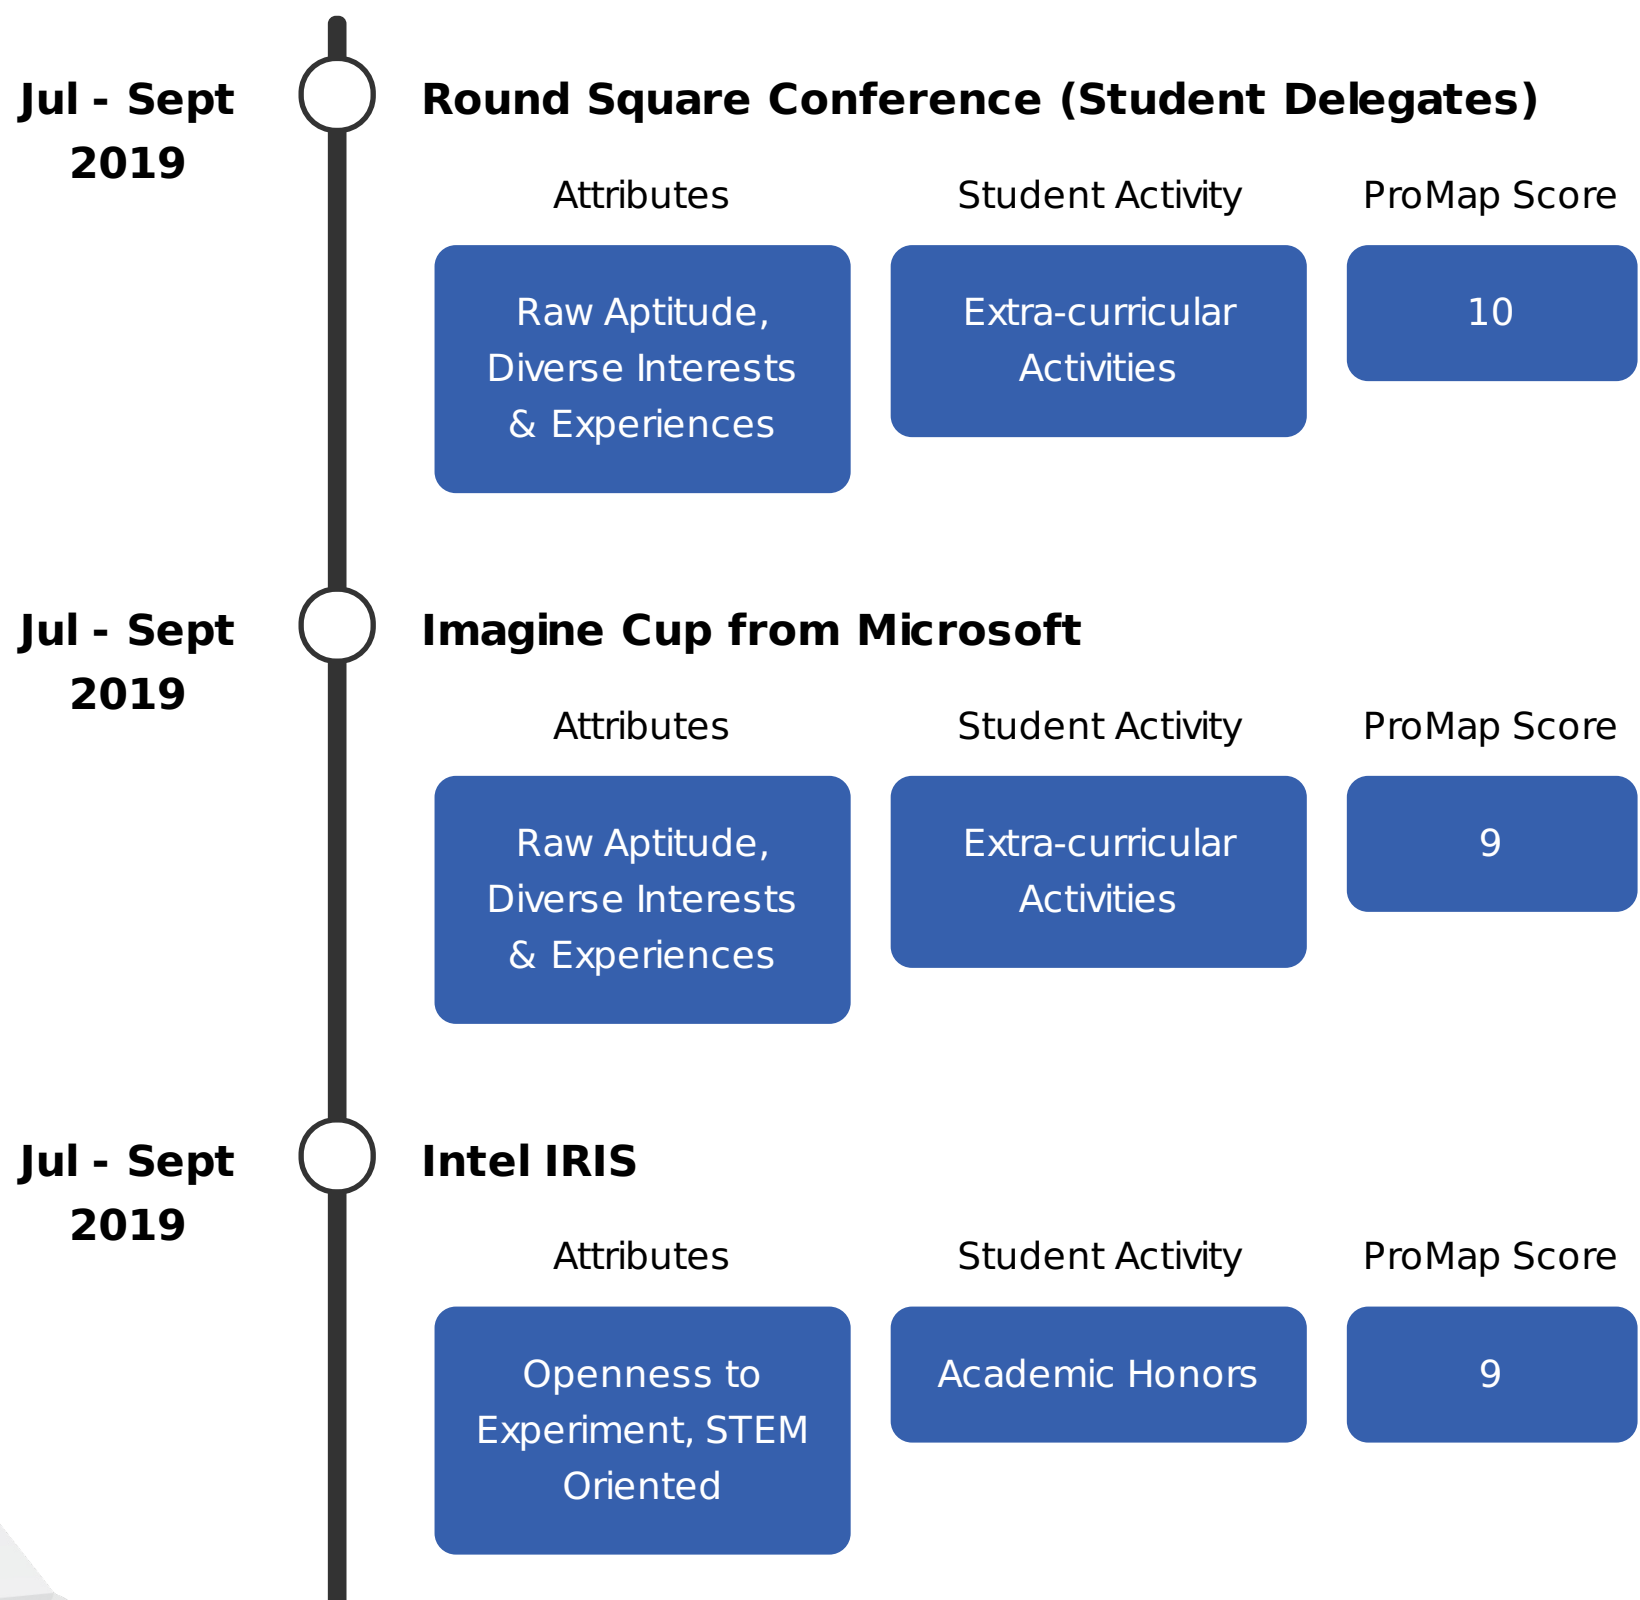 Jul - Sept
2019
Round Square Conference (Student Delegates)
Attributes
Student Activity
ProMap Score
Raw Aptitude,
Diverse Interests
& Experiences
Extra-curricular
Activities
10
Jul - Sept
2019
Imagine Cup from Microsoft
Attributes
Student Activity
ProMap Score
Raw Aptitude,
Diverse Interests
& Experiences
Extra-curricular
Activities
9
Jul - Sept
2019
Intel IRIS
Attributes
Student Activity
ProMap Score
Openness to
Experiment, STEM
Oriented
Academic Honors
9